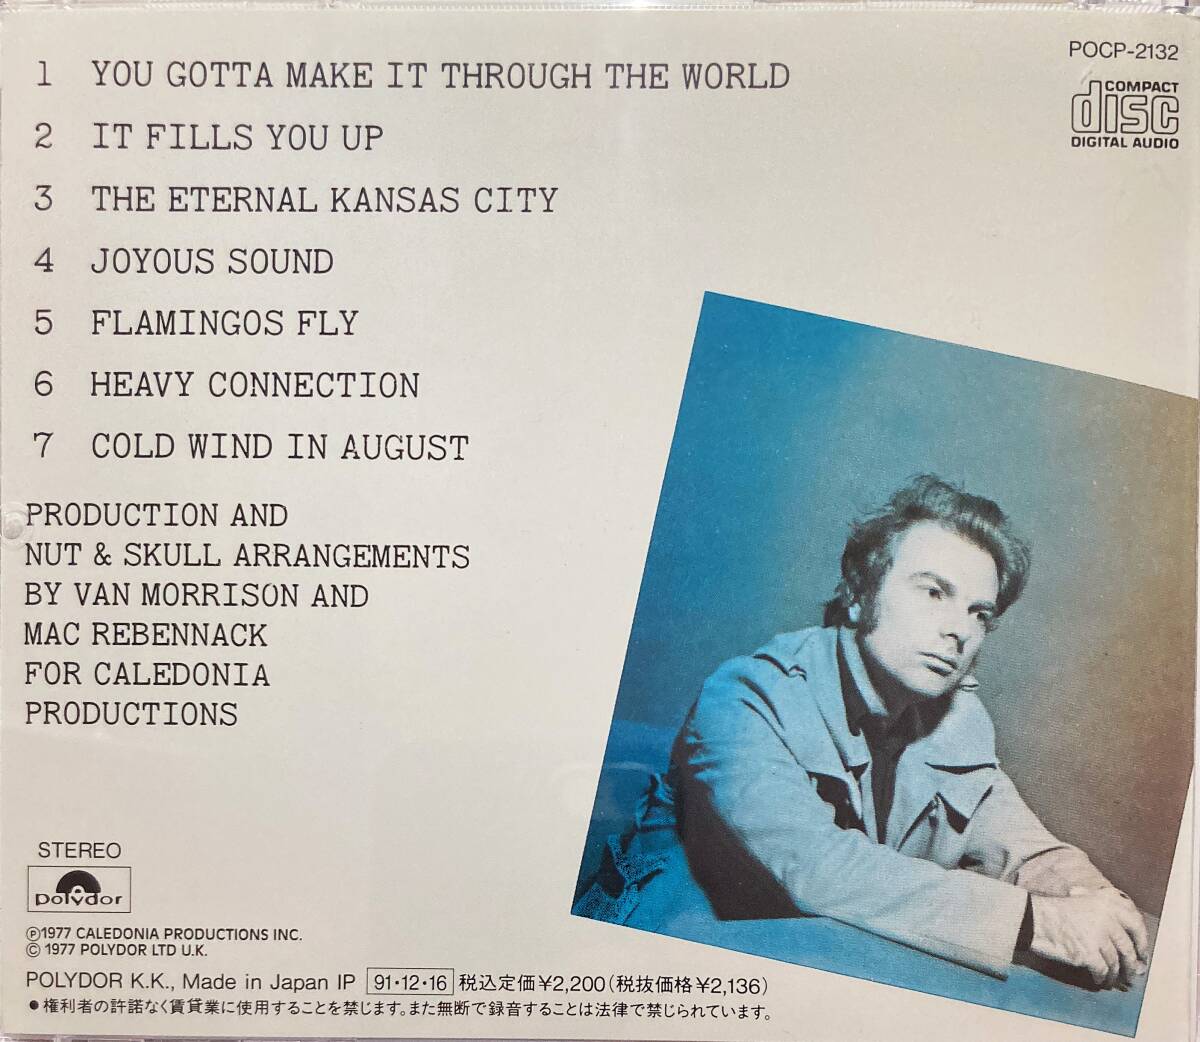 1 YOU GOTTA MAKE IT THROUGH THE WORLD
2 IT FILLS YOU UP
3 THE ETERNAL KANSAS CITY
4 JOYOUS SOUND
5 FLAMINGOS FLY
6 HEAVY CONNECTION
7 COLD WIND IN AUGUST
PRODUCTION AND
NUT & SKULL ARRANGEMENTS
BY VAN MORRISON AND
MAC REBENNACK
FOR CALEDONIA
PRODUCTIONS
POCP-2132
COMPACT
disc
DIGITAL AUDIO
STEREO
polydor
℗1977 CALEDONIA PRODUCTIONS INC.
© 1977 POLYDOR LTD U.K.
POLYDOR K.K., Made in Japan IP 91·12·16 税込定価¥2,200(税抜価格¥2,136)
●権利者の許諾なく賃貸業に使用することを禁じます。また無断で録音することは法律で禁じられています。